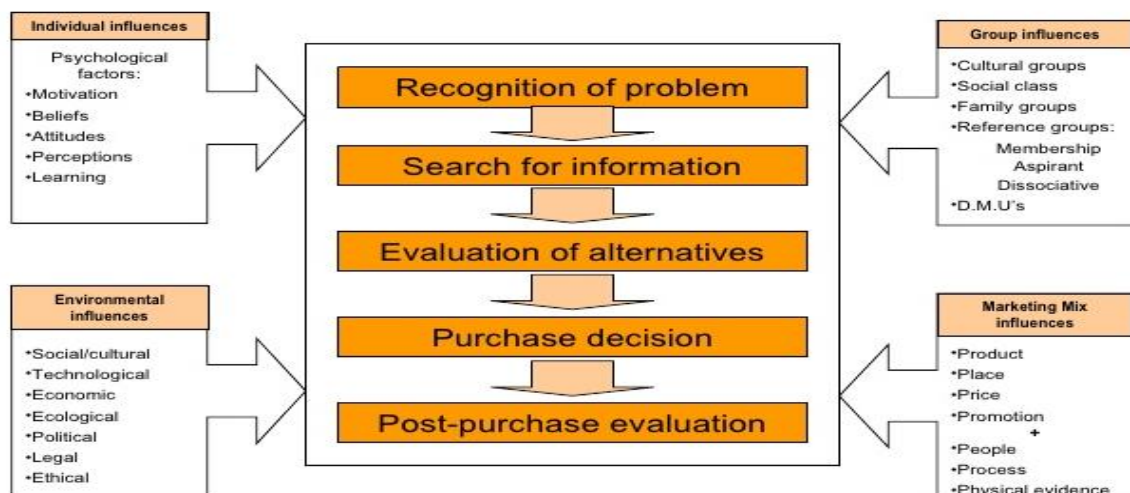 Individual influences
Psychological
factors:
•Motivation
•Beliefs
•Attitudes
•Perceptions
•Learning
Recognition of problem
Search for information
Evaluation of alternatives
Purchase decision
Post-purchase evaluation
Group influences
•Cultural groups
•Social class
•Family groups
•Reference groups:
Membership
Aspirant
Dissociative
•D.M.U's
Environmental
influences
•Social/cultural
•Technological
•Economic
•Ecological
•Political
•Legal
•Ethical
Marketing Mix
influences
•Product
•Place
•Price
•Promotion
+
•People
•Process
•Physical evidence